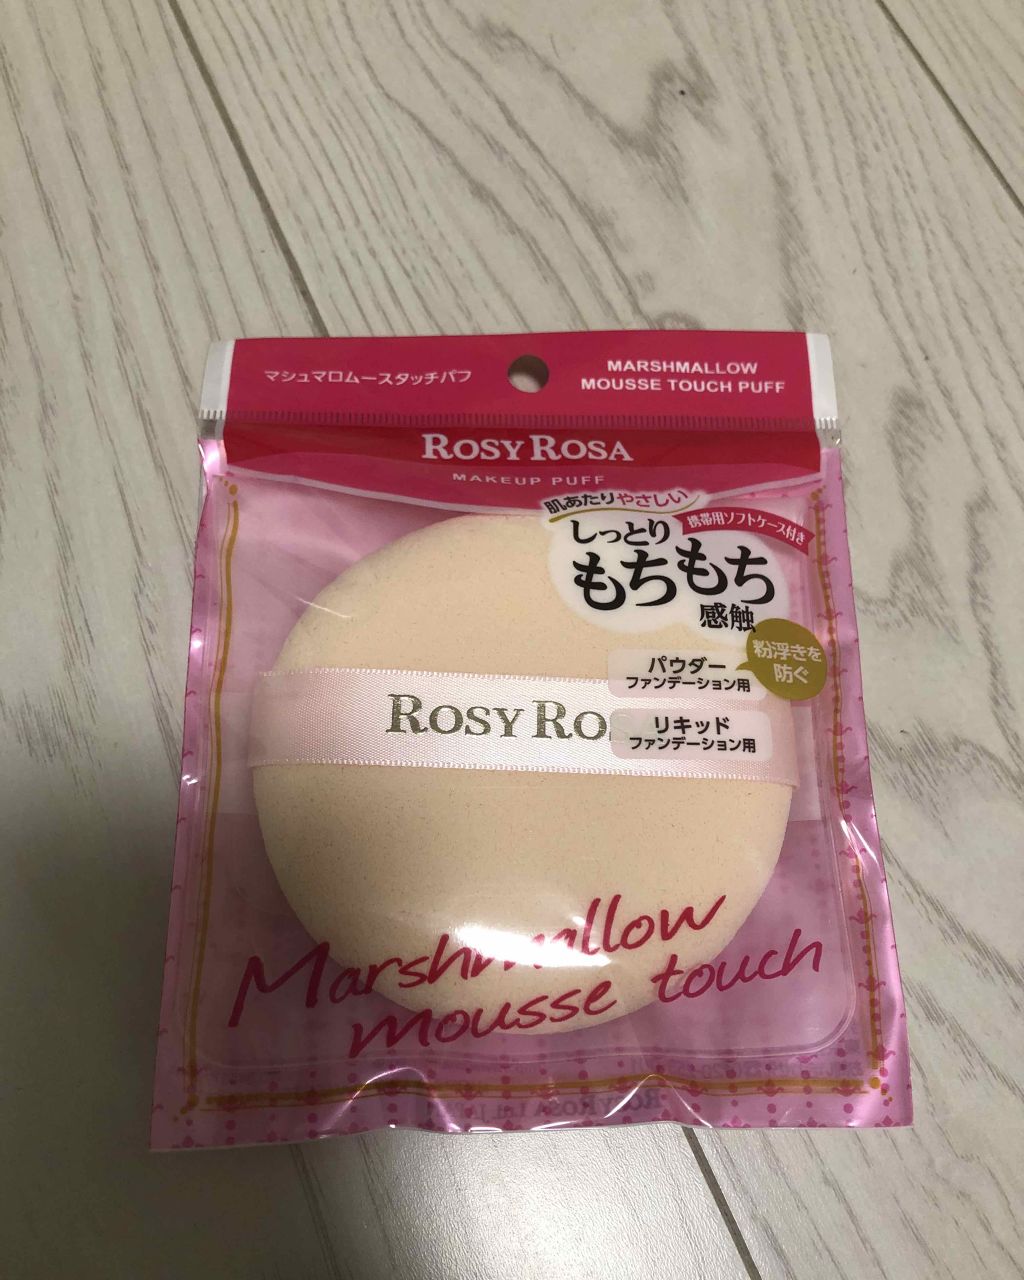 マシュマロムースタッチパフ
MARSHMALLOW
MOUSSE TOUCH PUFF
ROSY ROSA
MAKEUP PUFF
肌あたりやさしい
携帯用ソフトケース付き
しっとり
もちもち
感触
粉浮きを
防ぐ
パウダー
ファンデーション用
ROSY ROS
リキッド
ファンデーション用
Marshmallow
mousse touch